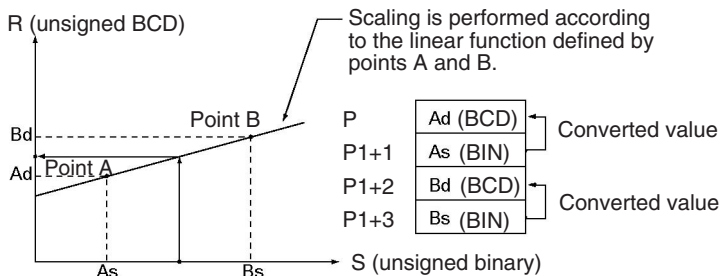 R (unsigned BCD)
Scaling is performed according
to the linear function defined by
points A and B.
Point B
Bd
Point A
Ad
As
Bs
S (unsigned binary)
P
Ad (BCD)
P1+1
As (BIN)
Converted value
P1+2
Bd (BCD)
P1+3
Bs (BIN)
Converted value